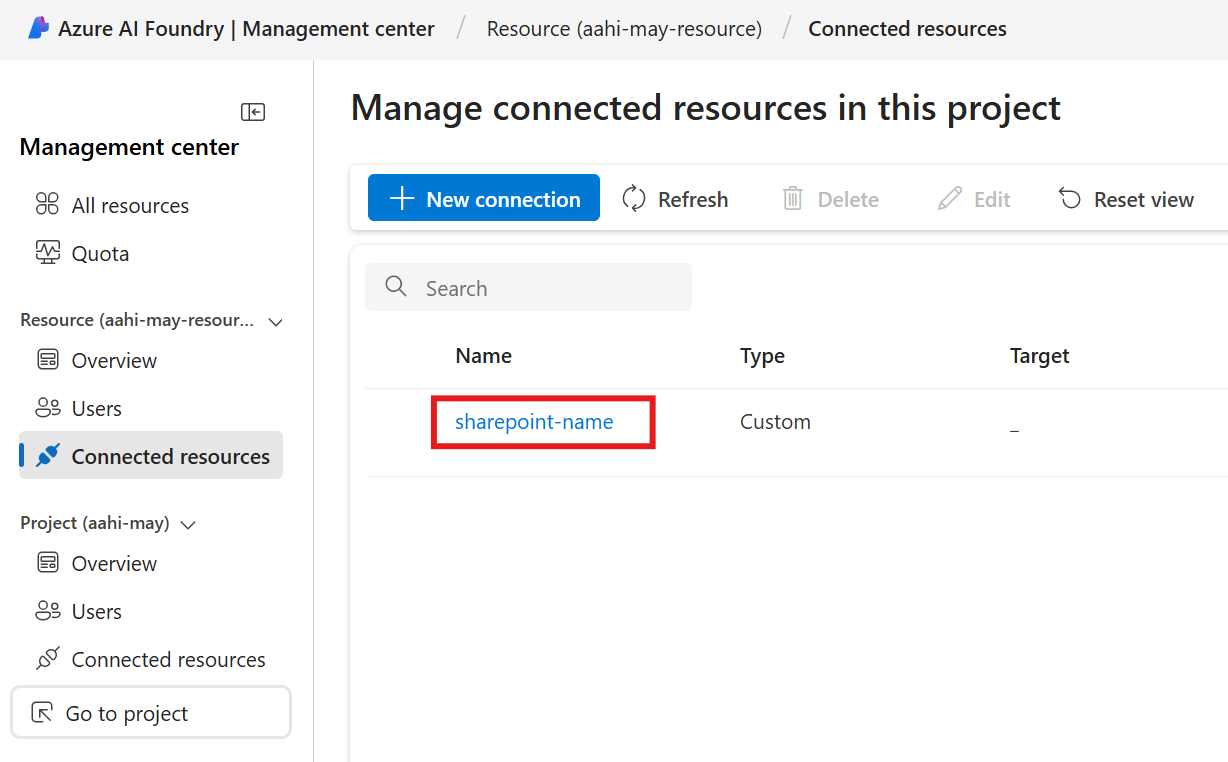 Azure AI Foundry | Management center / Resource (aahi-may-resource) / Connected resources
Management center
All resources
Quota
Resource (aahi-may-resour...
Overview
Users
Connected resources
Project (aahi-may)
Overview
Users
Connected resources
Go to project
Manage connected resources in this project
New connection Refresh Delete Edit Reset view
Search
Name Type Target
sharepoint-name Custom _